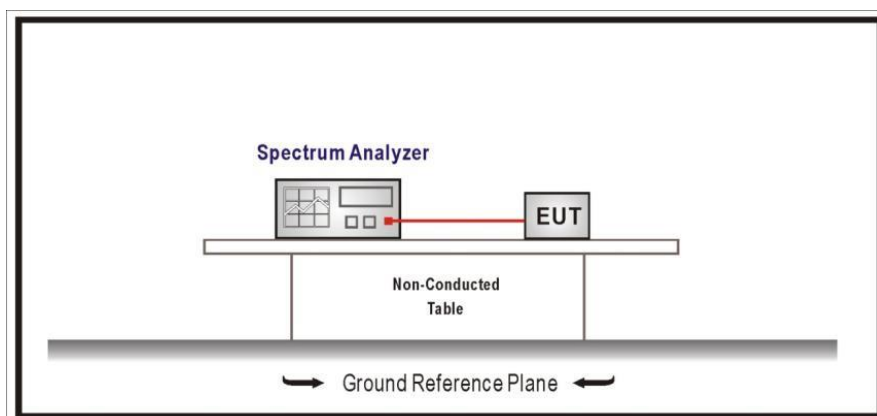 Spectrum Analyzer
EUT
Non-Conducted
Table
Ground Reference Plane